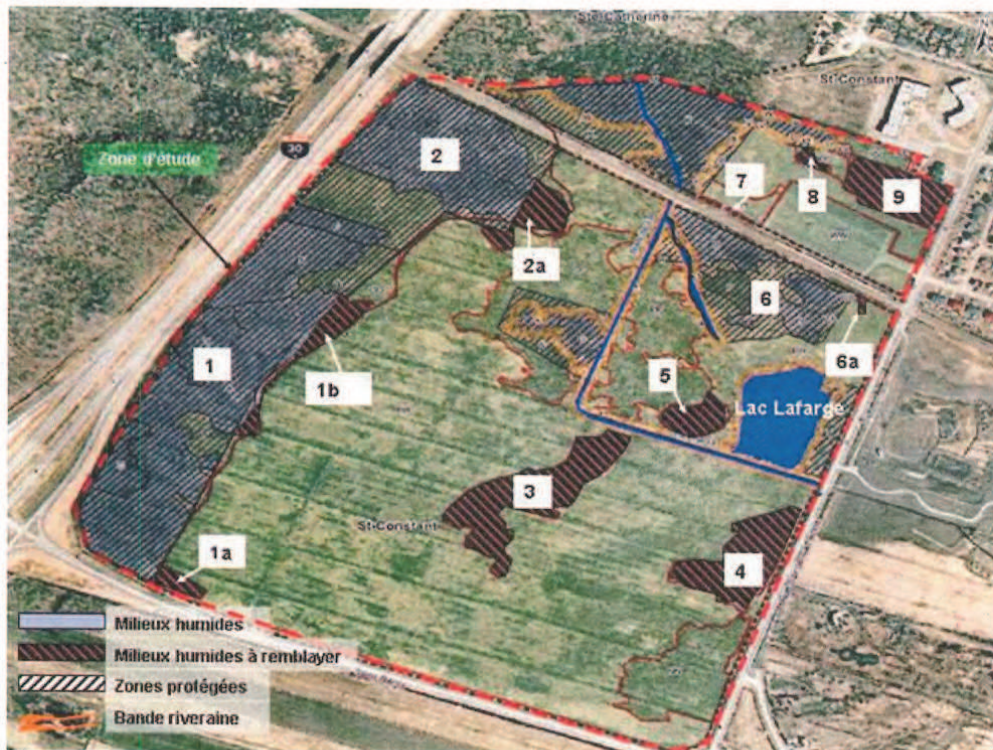 Ste-Catherine
N
St-Constant
30
Zone d'étude
2
7
8
9
2a
6
1
6a
1b
5
Lac Lafarge
3
St-Constant
1a
4
Milieux humides
Milieux humides à remblayer
Zones protégées
Bande riveraine